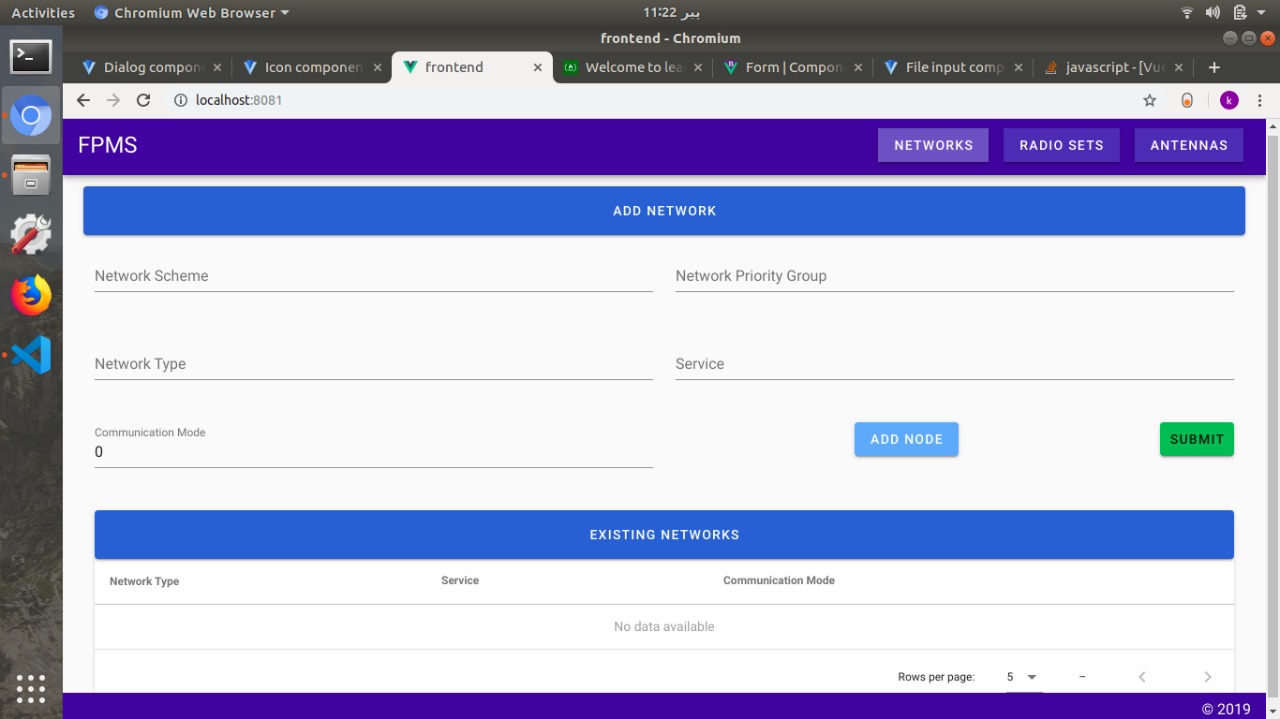 Activities Chromium Web Browser 11:22 پیر
frontend - Chromium
Dialog compon Icon componen frontend Welcome to lea Form | Compon File input comp javascript - [Vue
localhost:8081 k
FPMS NETWORKS RADIO SETS ANTENNAS
ADD NETWORK
Network Scheme Network Priority Group
Network Type Service
Communication Mode
0 ADD NODE SUBMIT
EXISTING NETWORKS
Network Type Service Communication Mode
No data available
Rows per page: 5 –
© 2019